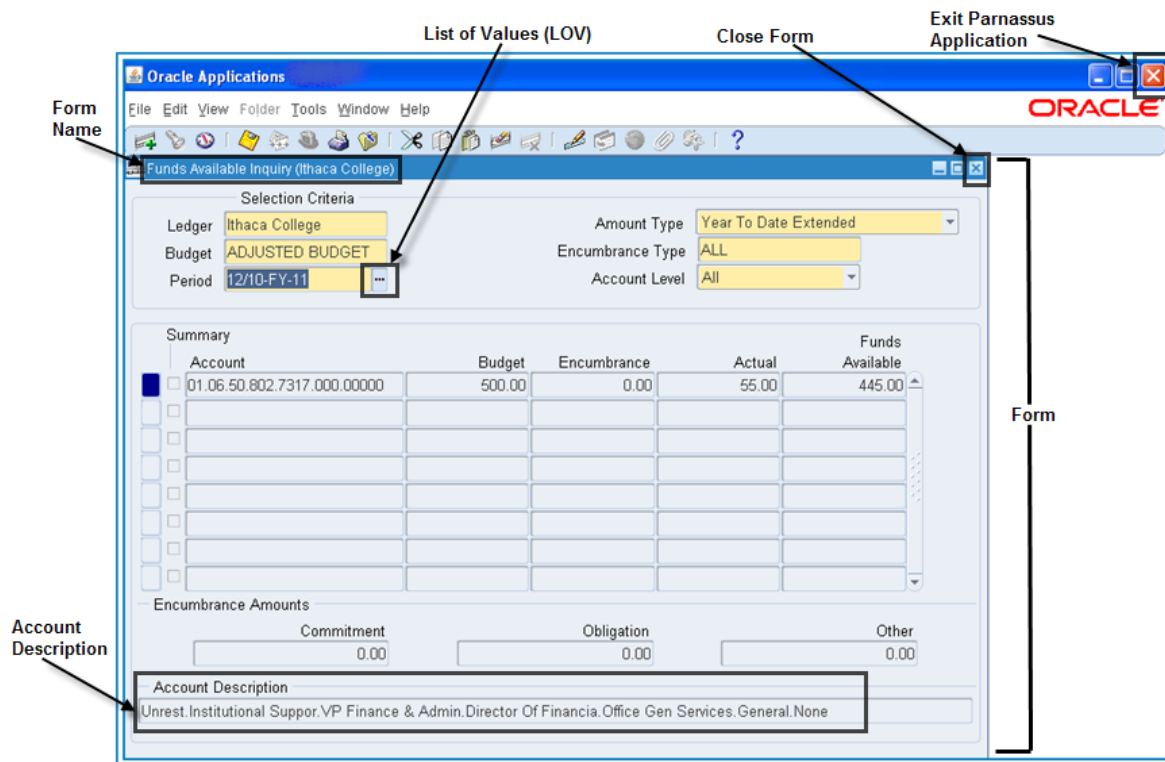 List of Values (LOV)
Close Form
Exit Parnassus
Application
Oracle Applications
Form
Name
File Edit View Folder Tools Window Help
ORACLE
Funds Available Inquiry (Ithaca College)
Selection Criteria
Ledger Ithaca College
Amount Type Year To Date Extended
Budget ADJUSTED BUDGET
Encumbrance Type ALL
Period 12/10-FY-11 ...
Account Level All
Summary
Funds
Account Budget Encumbrance Actual Available
01.06.50.802.7317.000.00000 500.00 0.00 55.00 445.00
Form
Encumbrance Amounts
Commitment Obligation Other
0.00 0.00 0.00
Account
Description
Account Description
Unrest.Institutional Suppor.VP Finance & Admin.Director Of Financia.Office Gen Services.General.None